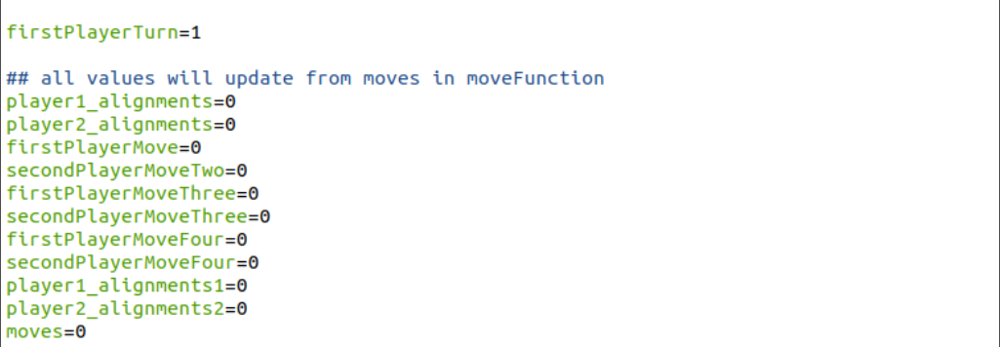 firstPlayerTurn=1
## all values will update from moves in moveFunction
player1_alignments=0
player2_alignments=0
firstPlayerMove=0
secondPlayerMoveTwo=0
firstPlayerMoveThree=0
secondPlayerMoveThree=0
firstPlayerMoveFour=0
secondPlayerMoveFour=0
player1_alignments1=0
player2_alignments2=0
moves=0